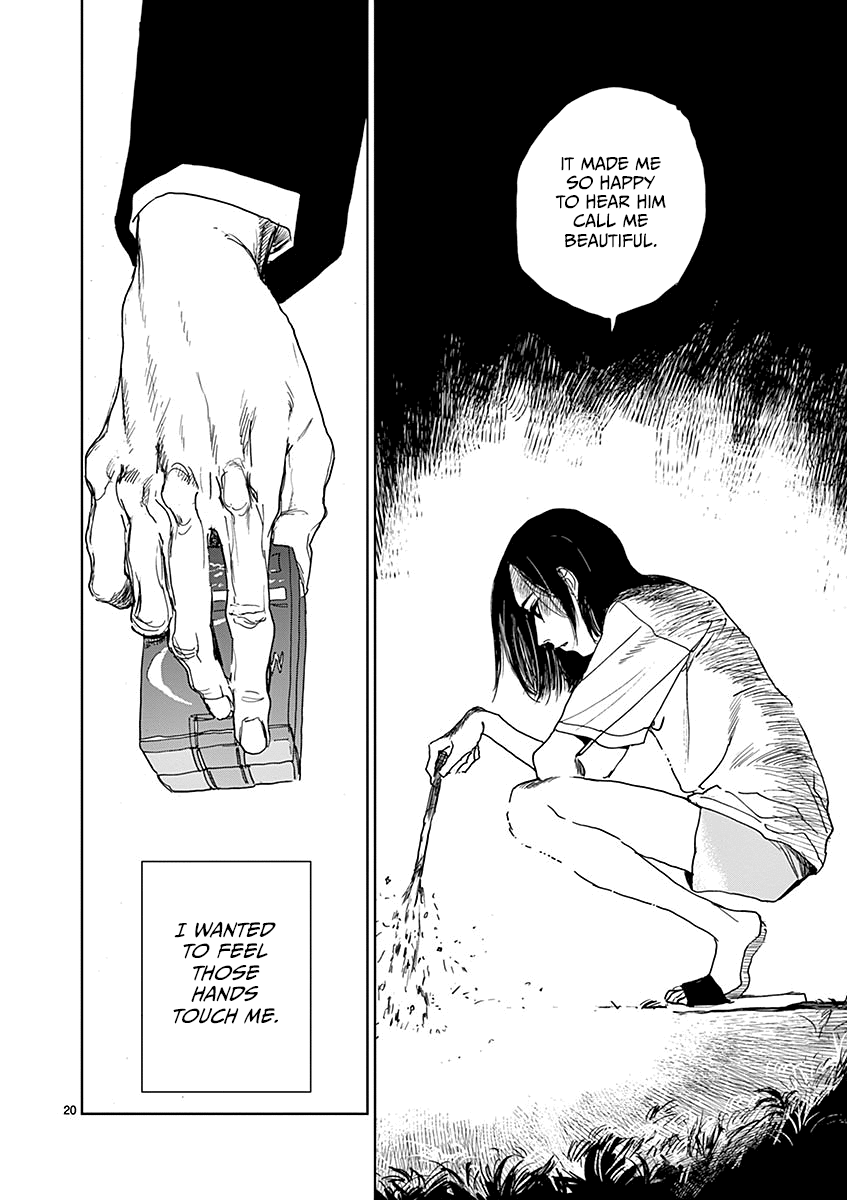 IT MADE ME
SO HAPPY
TO HEAR HIM
CALL ME
BEAUTIFUL.
I WANTED
TO FEEL
THOSE
HANDS
TOUCH ME.
20